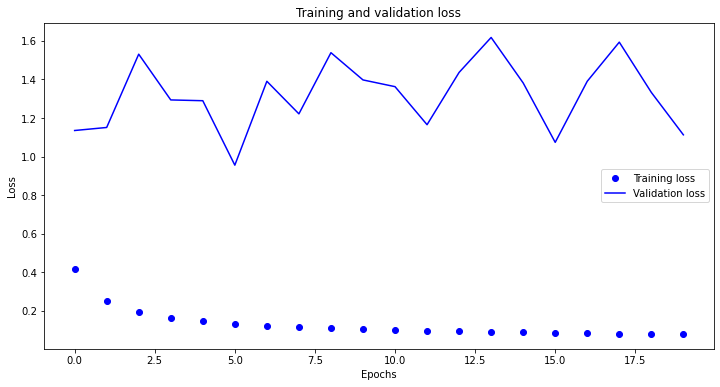 Training and validation loss
1.6
1.4
1.2
1.0
0.8
0.6
0.4
0.2
Loss
Training loss
Validation loss
0.0 2.5 5.0 7.5 10.0 12.5 15.0 17.5
Epochs